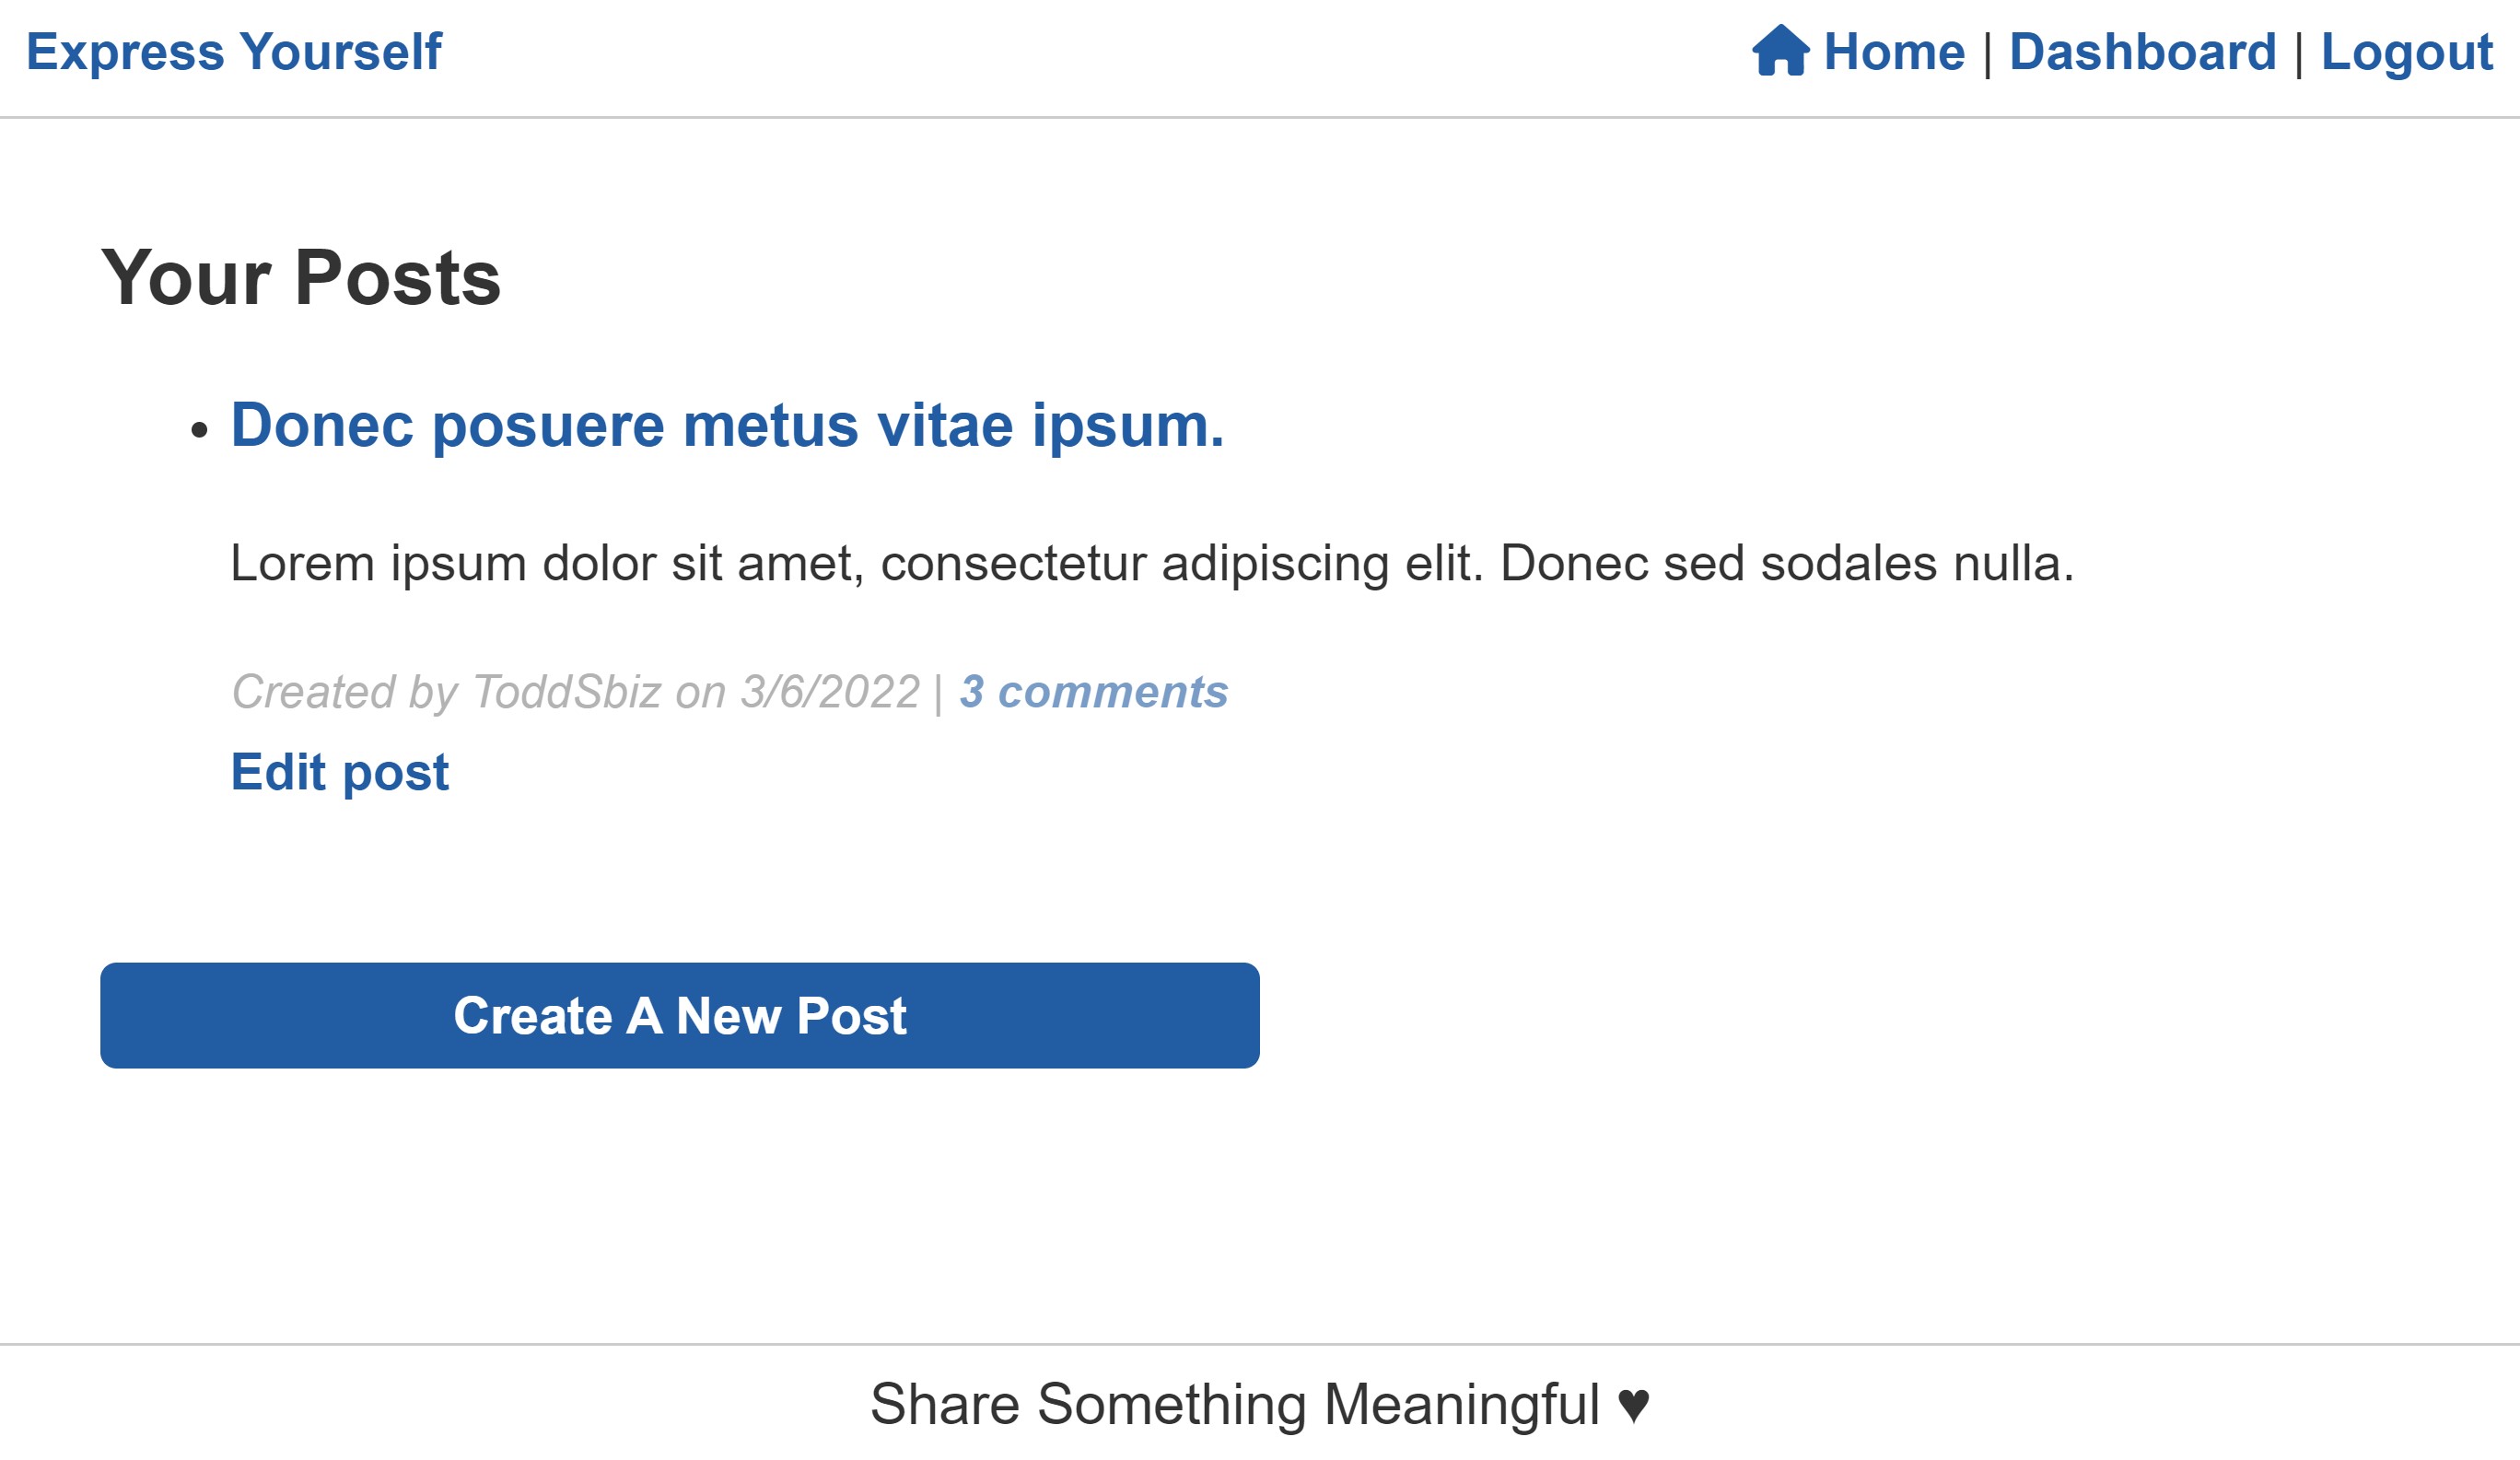 Express Yourself
Home | Dashboard | Logout
Your Posts
• Donec posuere metus vitae ipsum.
Lorem ipsum dolor sit amet, consectetur adipiscing elit. Donec sed sodales nulla.
Created by ToddSbiz on 3/6/2022 | 3 comments
Edit post
Create A New Post
Share Something Meaningful ♥